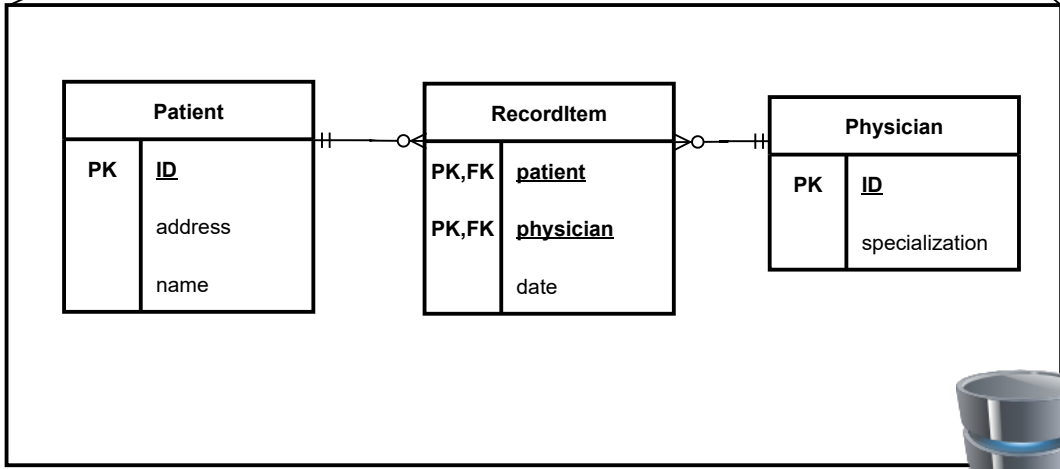 Patient
PK ID
address
name
RecordItem
PK,FK patient
PK,FK physician
date
Physician
PK ID
specialization